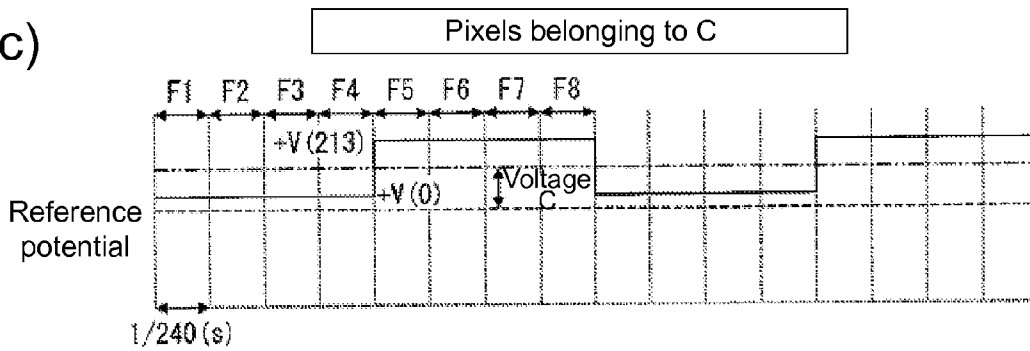 c)
Pixels belonging to C
F1 F2 F3 F4 F5 F6 F7 F8
+V(213)
+V(0)
Voltage
C
Reference
potential
1/240(s)